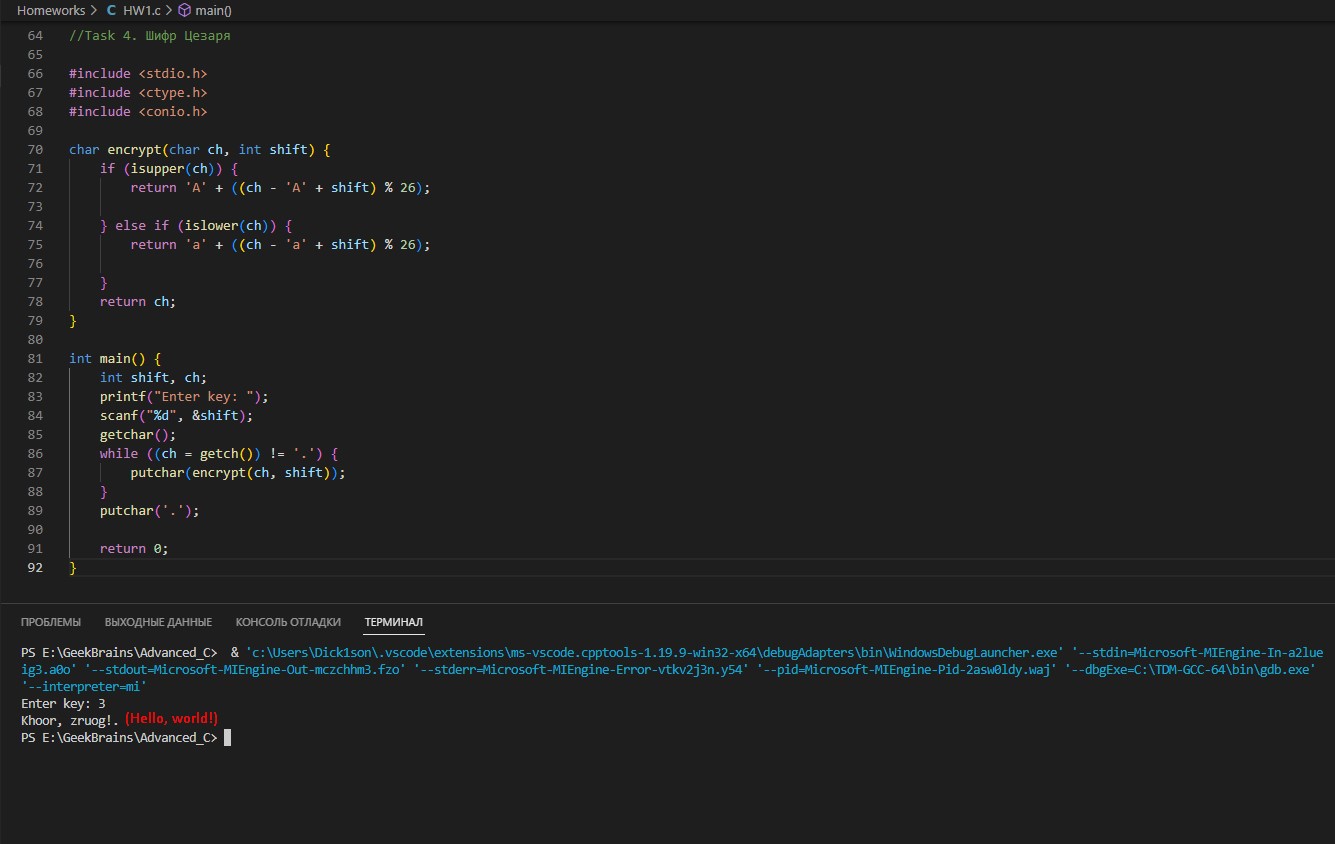 Homeworks > C HW1.c > main()
64 //Task 4. Шифр Цезаря
65
66 #include <stdio.h>
67 #include <ctype.h>
68 #include <conio.h>
69
70 char encrypt(char ch, int shift) {
71     if (isupper(ch)) {
72         return 'A' + ((ch - 'A' + shift) % 26);
73
74     } else if (islower(ch)) {
75         return 'a' + ((ch - 'a' + shift) % 26);
76
77     }
78     return ch;
79 }
80
81 int main() {
82     int shift, ch;
83     printf("Enter key: ");
84     scanf("%d", &shift);
85     getchar();
86     while ((ch = getch()) != '.') {
87         putchar(encrypt(ch, shift));
88     }
89     putchar('.');
90
91     return 0;
92 }
ПРОБЛЕМЫ ВЫХОДНЫЕ ДАННЫЕ КОНСОЛЬ ОТЛАДКИ ТЕРМИНАЛ
PS E:\GeekBrains\Advanced_C>  & 'c:\Users\Dick1son\.vscode\extensions\ms-vscode.cpptools-1.19.9-win32-x64\debugAdapters\bin\WindowsDebugLauncher.exe' '--stdin=Microsoft-MIEngine-In-a2lue
ig3.a0o' '--stdout=Microsoft-MIEngine-Out-mczchhm3.fzo' '--stderr=Microsoft-MIEngine-Error-vtkv2j3n.y54' '--pid=Microsoft-MIEngine-Pid-2asw0ldy.waj' '--dbgExe=C:\TDM-GCC-64\bin\gdb.exe'
'--interpreter=mi'
Enter key: 3
Khoor, zruog!. (Hello, world!)
PS E:\GeekBrains\Advanced_C>